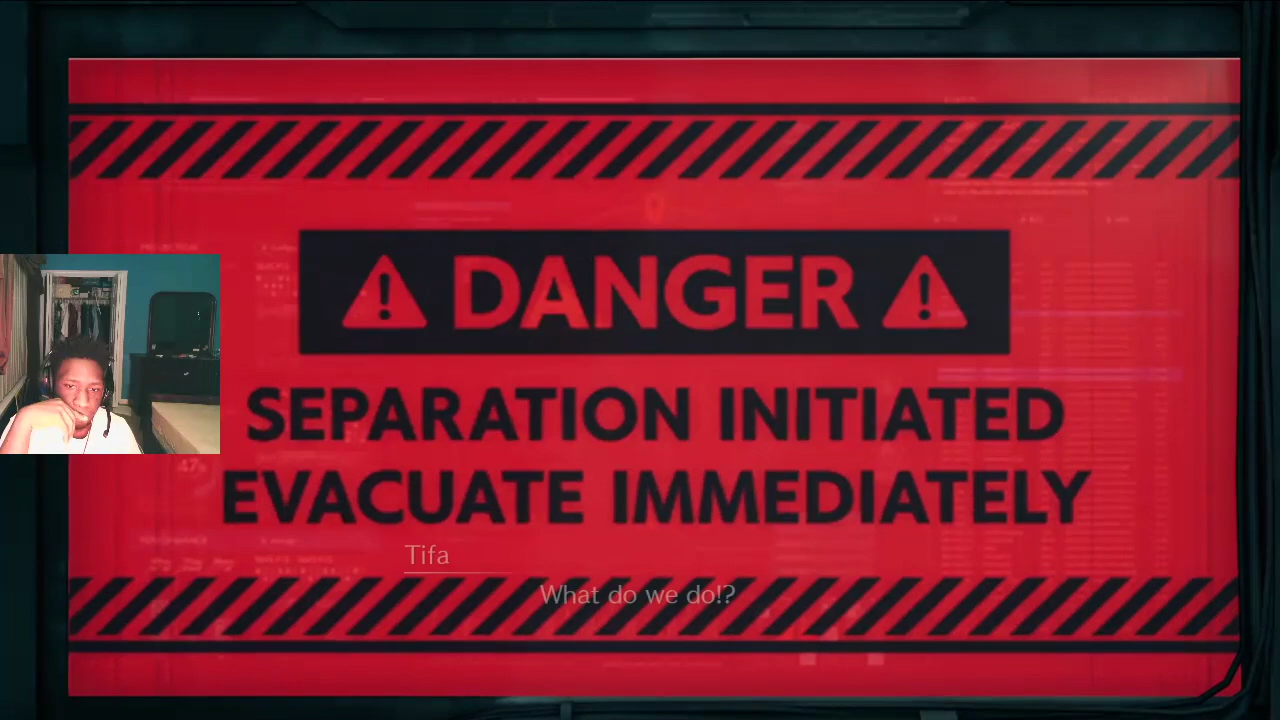 DANGER
SEPARATION INITIATED
EVACUATE IMMEDIATELY
Tifa
What do we do!?